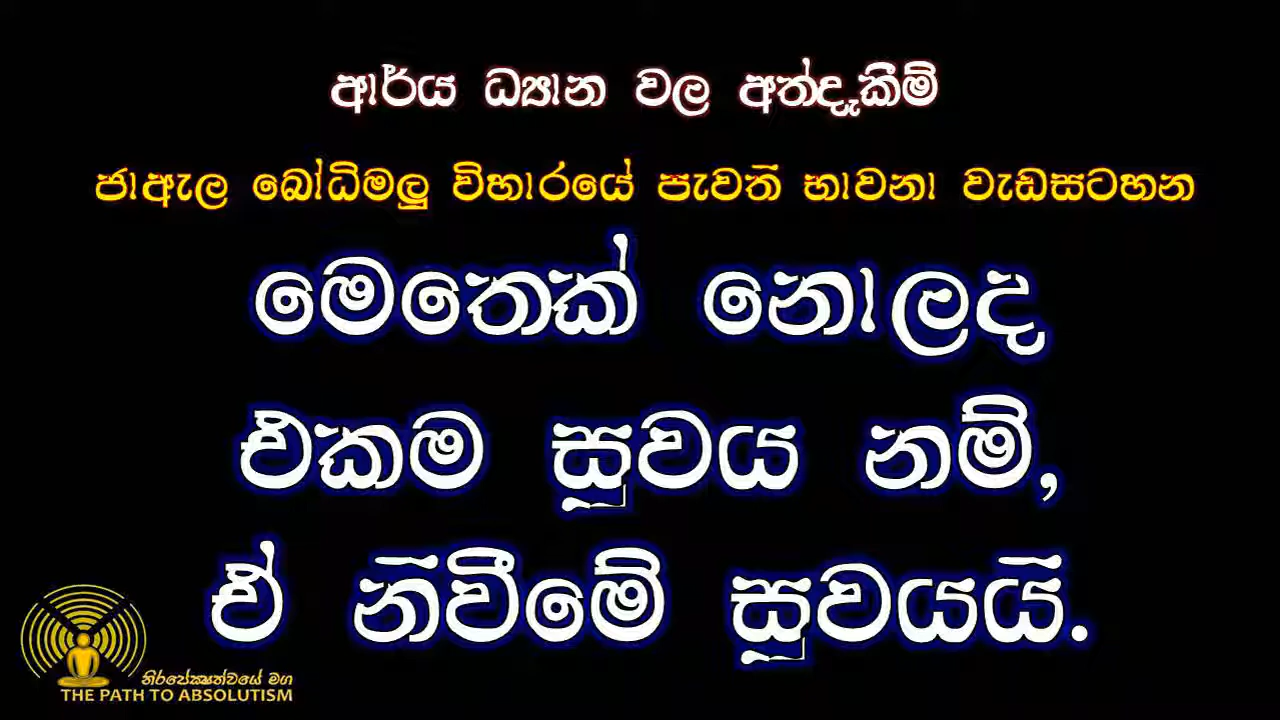 ආර්ය ධ්‍යාන වල අත්දැකීම්
ජාඇල බෝධිමලු විහාරයේ පැවති භාවනා වැඩසටහන
මෙතෙක් නොලද
එකම සුවය නම්,
ඒ නිවීමේ සුවයයි.
නිරපේක්ෂත්වයේ මග
THE PATH TO ABSOLUTISM